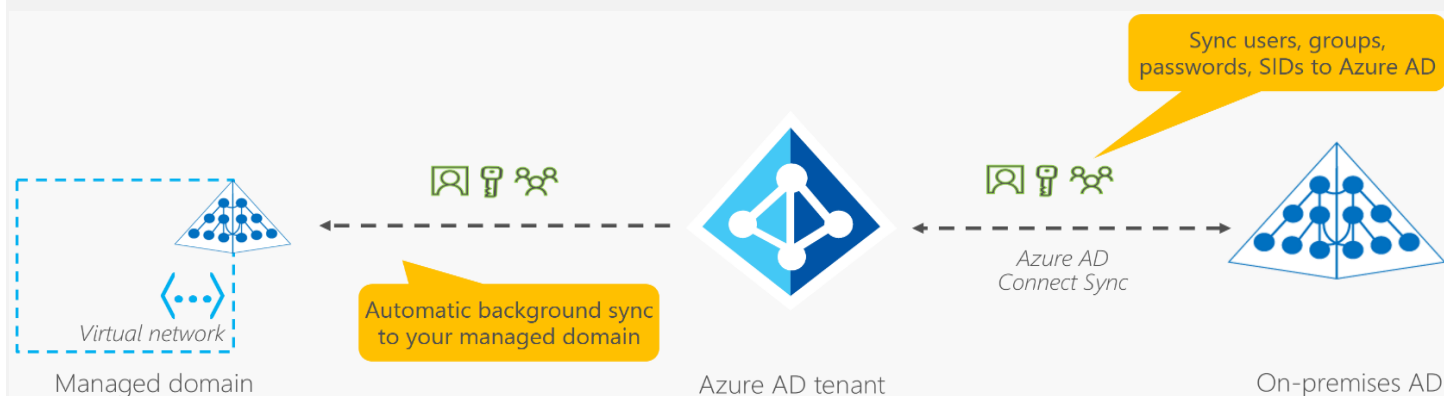 Sync users, groups,
passwords, SIDs to Azure AD
Azure AD
Connect Sync
Automatic background sync
to your managed domain
Virtual network
Managed domain
Azure AD tenant
On-premises AD